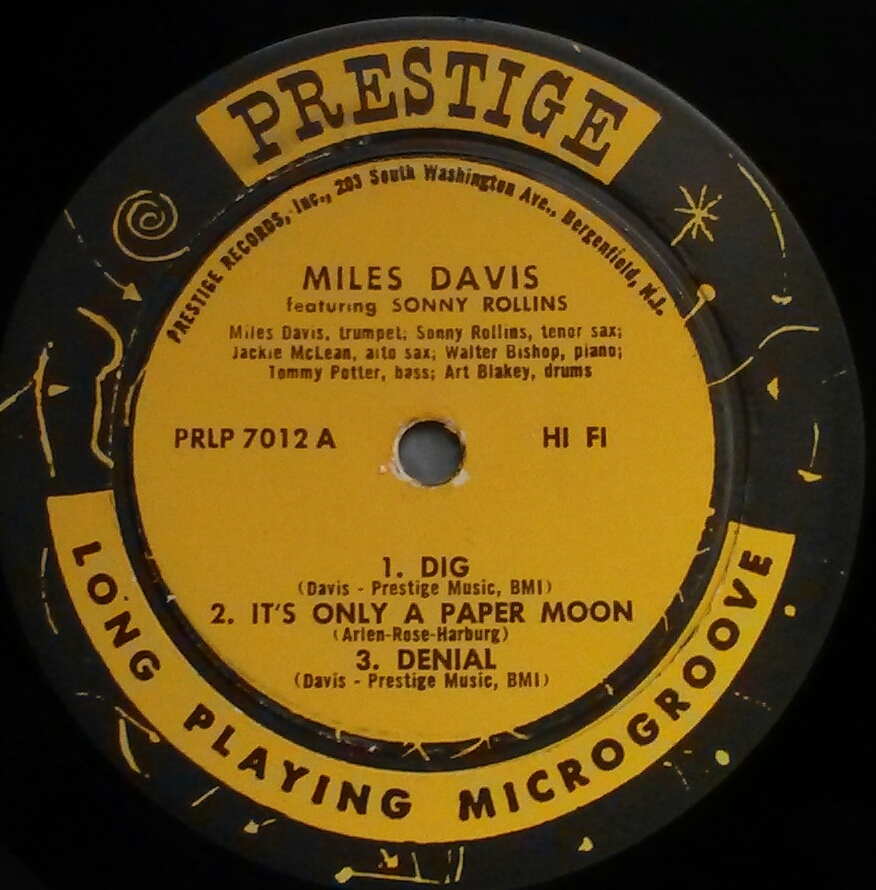 PRESTIGE
PRESTIGE RECORDS, Inc., 203 South Washington Ave., Bergenfield, N.J.
MILES DAVIS
featuring SONNY ROLLINS
Miles Davis, trumpet; Sonny Rollins, tenor sax;
Jackie McLean, alto sax; Walter Bishop, piano;
Tommy Potter, bass; Art Blakey, drums
PRLP 7012 A
HI FI
1. DIG
(Davis - Prestige Music, BMI)
2. IT'S ONLY A PAPER MOON
(Arlen-Rose-Harburg)
3. DENIAL
(Davis - Prestige Music, BMI)
LONG PLAYING MICROGROOVE